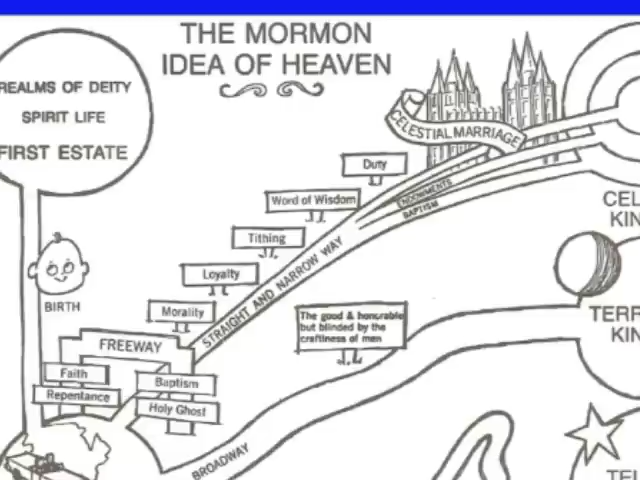 THE MORMON
IDEA OF HEAVEN
REALMS OF DEITY
SPIRIT LIFE
FIRST ESTATE
CELESTIAL MARRIAGE
Duty
ENDOWMENTS
BAPTISM
Word of Wisdom
Tithing
Loyalty
STRAIGHT AND NARROW WAY
Morality
BIRTH
FREEWAY
Faith
Repentance
Baptism
Holy Ghost
The good & honorable
but blinded by the
craftiness of men
BROADWAY
CEL
KIN
TERR
KIN
TEL